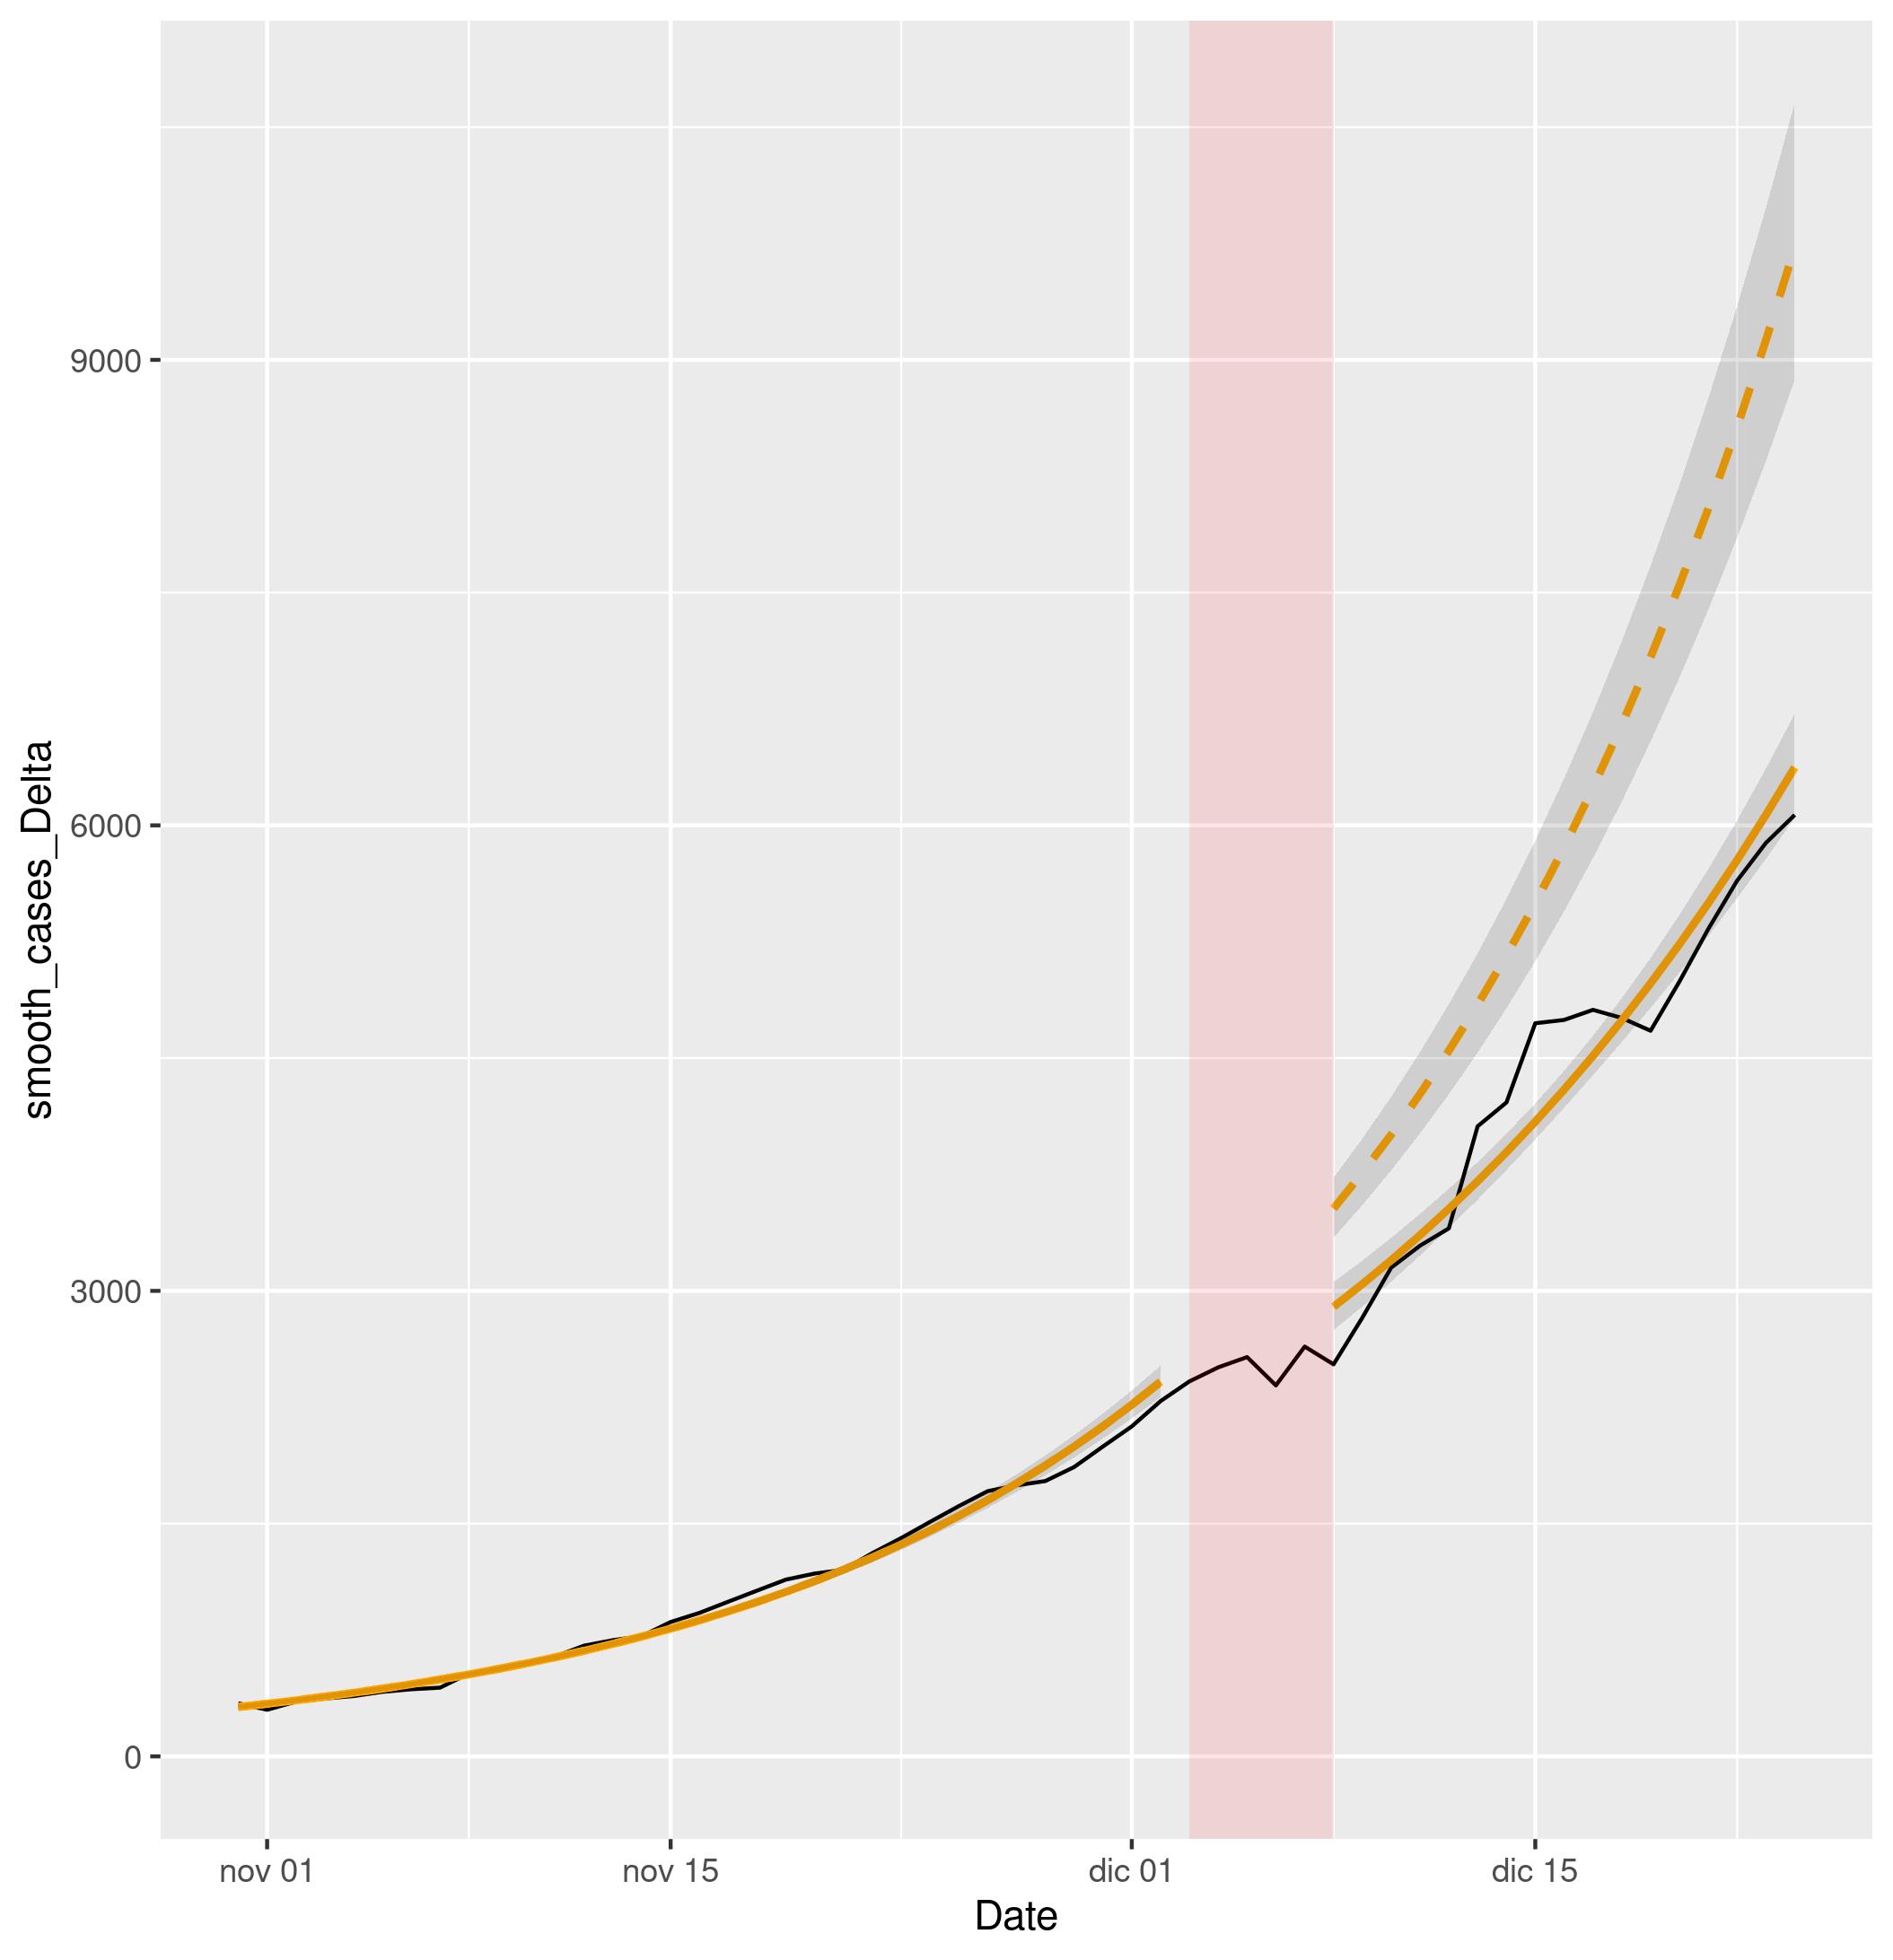 smooth_cases_Delta
9000
6000
3000
0
nov 01
nov 15
dic 01
dic 15
Date